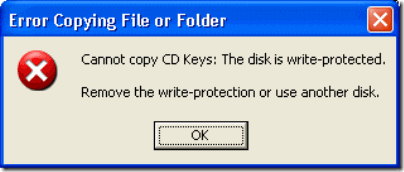 Error Copying File or Folder
Cannot copy CD Keys: The disk is write-protected.
Remove the write-protection or use another disk.
OK